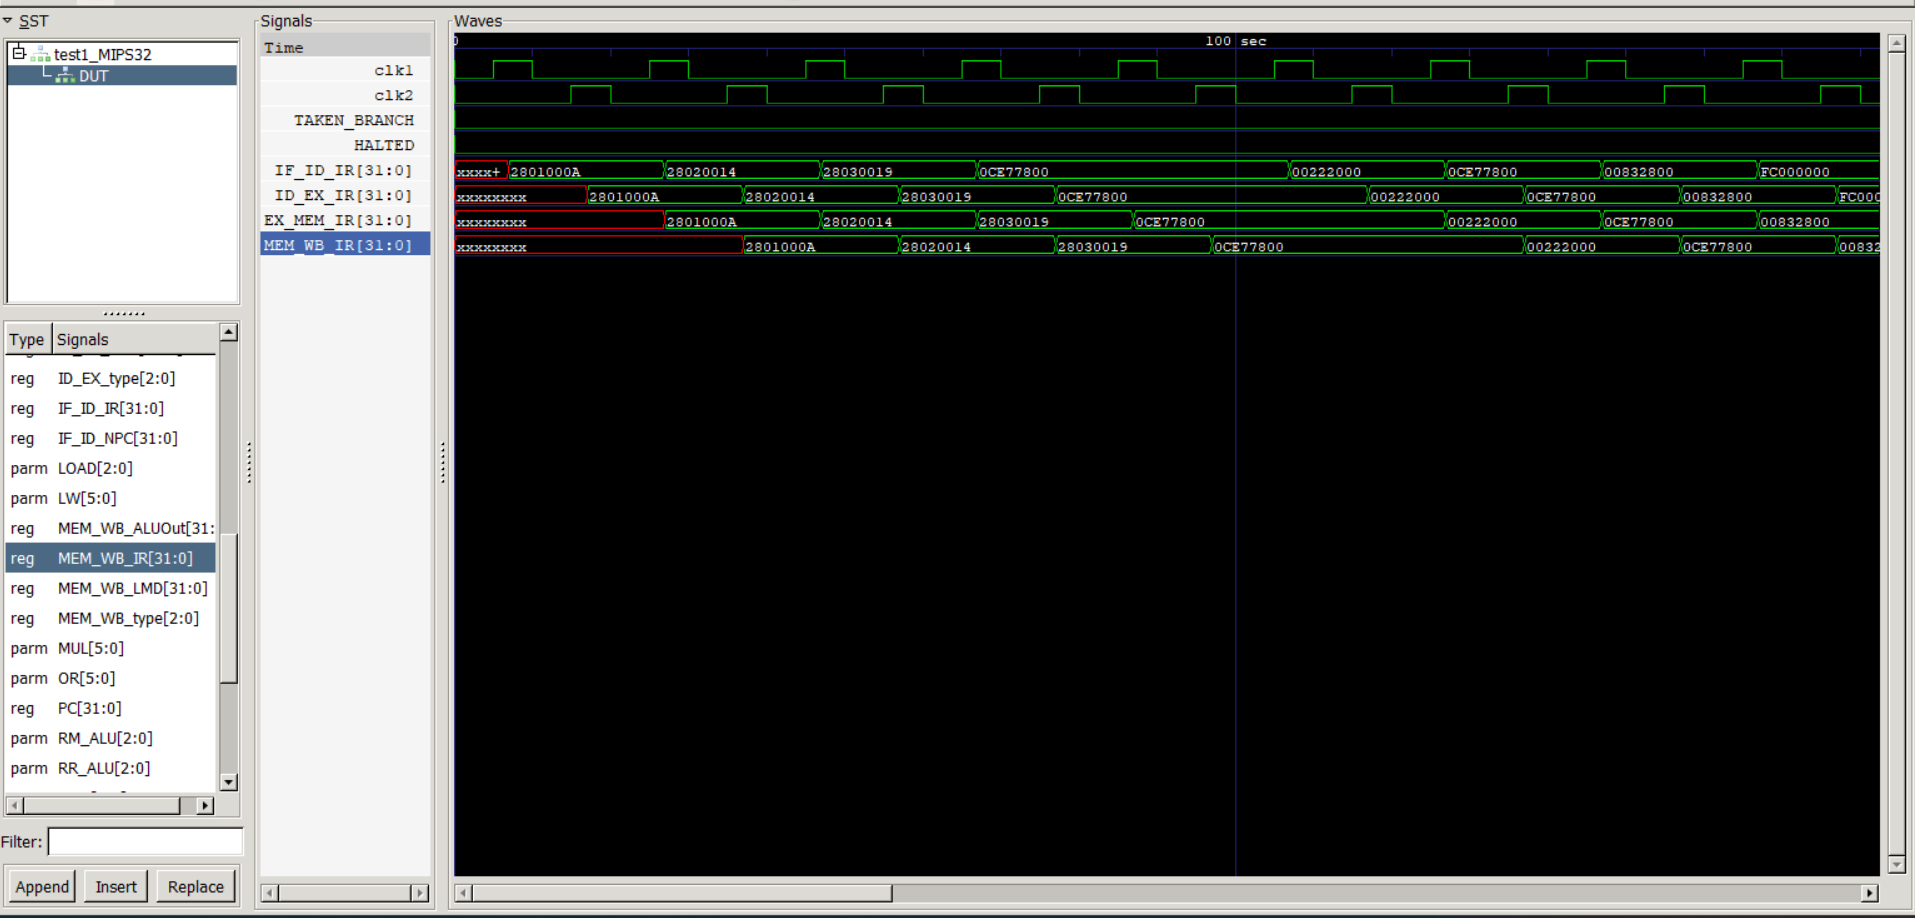 SST
test1_MIPS32
DUT
Type Signals
reg ID_EX_type[2:0]
reg IF_ID_IR[31:0]
reg IF_ID_NPC[31:0]
parm LOAD[2:0]
parm LW[5:0]
reg MEM_WB_ALUOut[31:
reg MEM_WB_IR[31:0]
reg MEM_WB_LMD[31:0]
reg MEM_WB_type[2:0]
parm MUL[5:0]
parm OR[5:0]
reg PC[31:0]
parm RM_ALU[2:0]
parm RR_ALU[2:0]
Filter:
Append Insert Replace
Signals
Time
clk1
clk2
TAKEN_BRANCH
HALTED
IF_ID_IR[31:0]
ID_EX_IR[31:0]
EX_MEM_IR[31:0]
MEM_WB_IR[31:0]
Waves
0 100 sec
xxxx+ 2801000A 28020014 28030019 0CE77800 00222000 0CE77800 00832800 FC000000
xxxxxxxx 2801000A 28020014 28030019 0CE77800 00222000 0CE77800 00832800 FC000
xxxxxxxx 2801000A 28020014 28030019 0CE77800 00222000 0CE77800 00832800
xxxxxxxx 2801000A 28020014 28030019 0CE77800 00222000 0CE77800 00832